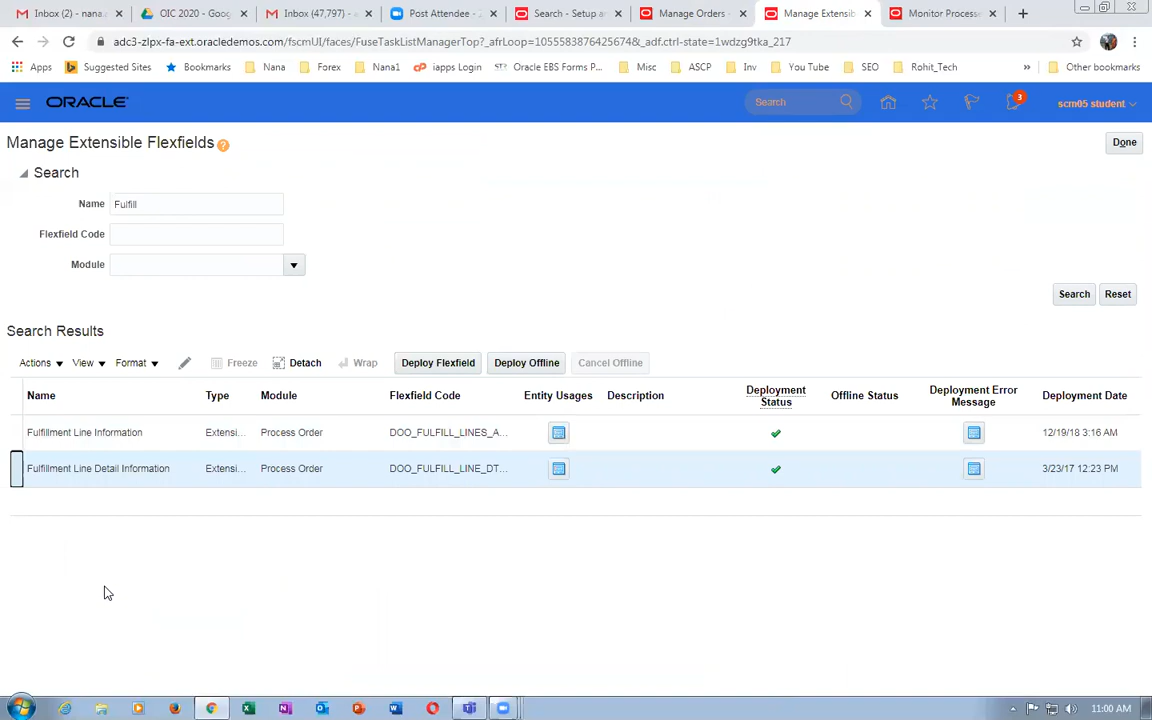 Inbox (2) - nana.
OIC 2020 - Goog
Inbox (47,797) -
Post Attendee - Z
Search - Setup an
Manage Orders -
Manage Extensib
Monitor Process
adc3-zlpx-fa-ext.oracledemos.com/fscmUI/faces/FuseTaskListManagerTop?_afrLoop=1055583876425674&_adf.ctrl-state=1wdzg9tka_217
Apps Suggested Sites Bookmarks Nana Forex Nana1 iapps Login Oracle EBS Forms P... Misc ASCP Inv You Tube SEO Rohit_Tech » Other bookmarks
ORACLE Search 3 scm05 student
Manage Extensible Flexfields ? Done
Search
Name Fulfill
Flexfield Code
Module
Search Reset
Search Results
Actions View Format Freeze Detach Wrap Deploy Flexfield Deploy Offline Cancel Offline
Name Type Module Flexfield Code Entity Usages Description Deployment Status Offline Status Deployment Error Message Deployment Date
Fulfillment Line Information Extensi... Process Order DOO_FULFILL_LINES_A... 12/19/18 3:16 AM
Fulfillment Line Detail Information Extensi... Process Order DOO_FULFILL_LINE_DT... 3/23/17 12:23 PM
11:00 AM